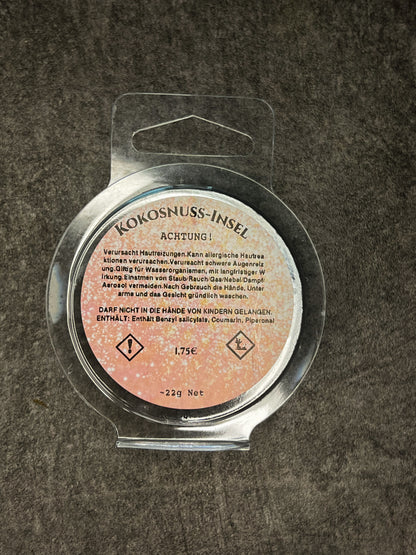 KOKOSNUSS-INSEL
ACHTUNG!
Verursacht Hautreizungen.Kann allergische Hautrea
ktionen verursachen.Verursacht schwere Augenreiz
ung.Giftig für Wasserorganismen, mit langfristiger W
irkung.Einatmen von Staub/Rauch/Gas/Nebel/Dampf/
Aerosol vermeiden.Nach Gebrauch die Hände, Unter
arme und das Gesicht gründlich waschen.
DARF NICHT IN DIE HÄNDE VON KINDERN GELANGEN.
ENTHÄLT: Enthält Benzyl salicylate, Coumarin, Piperonal
1.75€
~22g Net